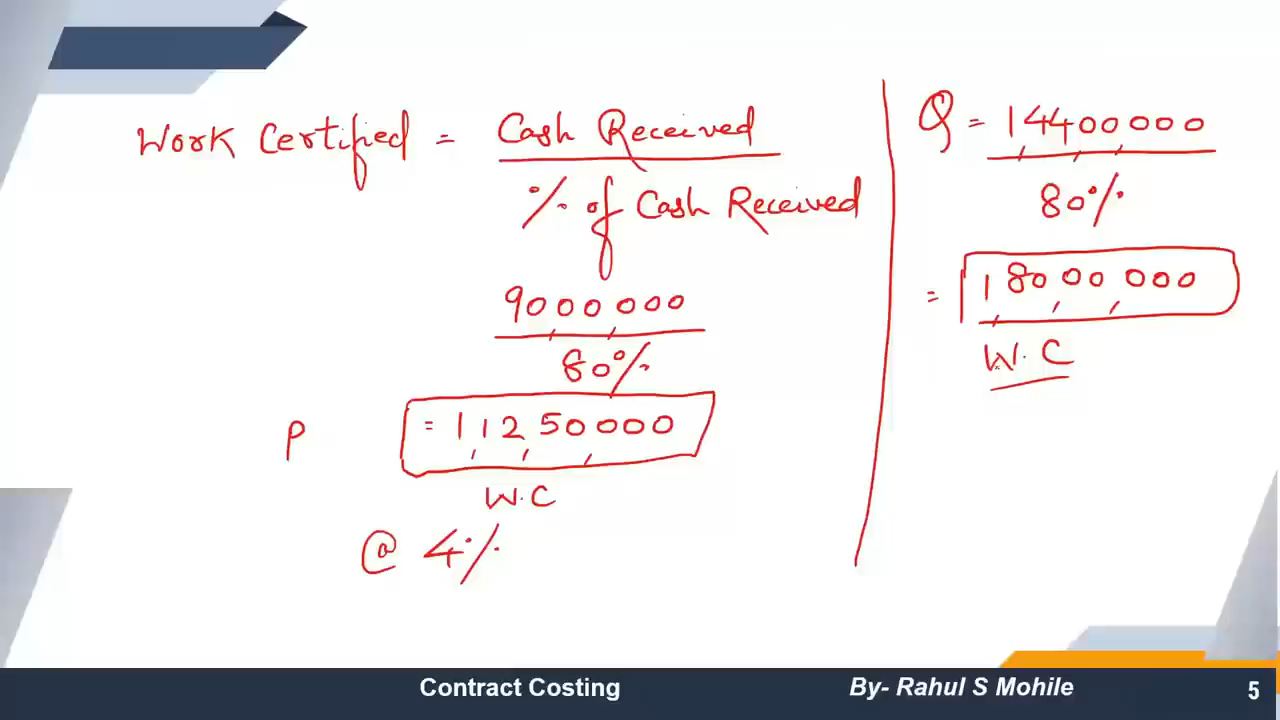 Work Certified = Cash Received
% of Cash Received
9000000
80%
P = 11250000
W.C
@ 4%
Q = 14400000
80%
= 18000000
W.C
Contract Costing
By- Rahul S Mohile
5